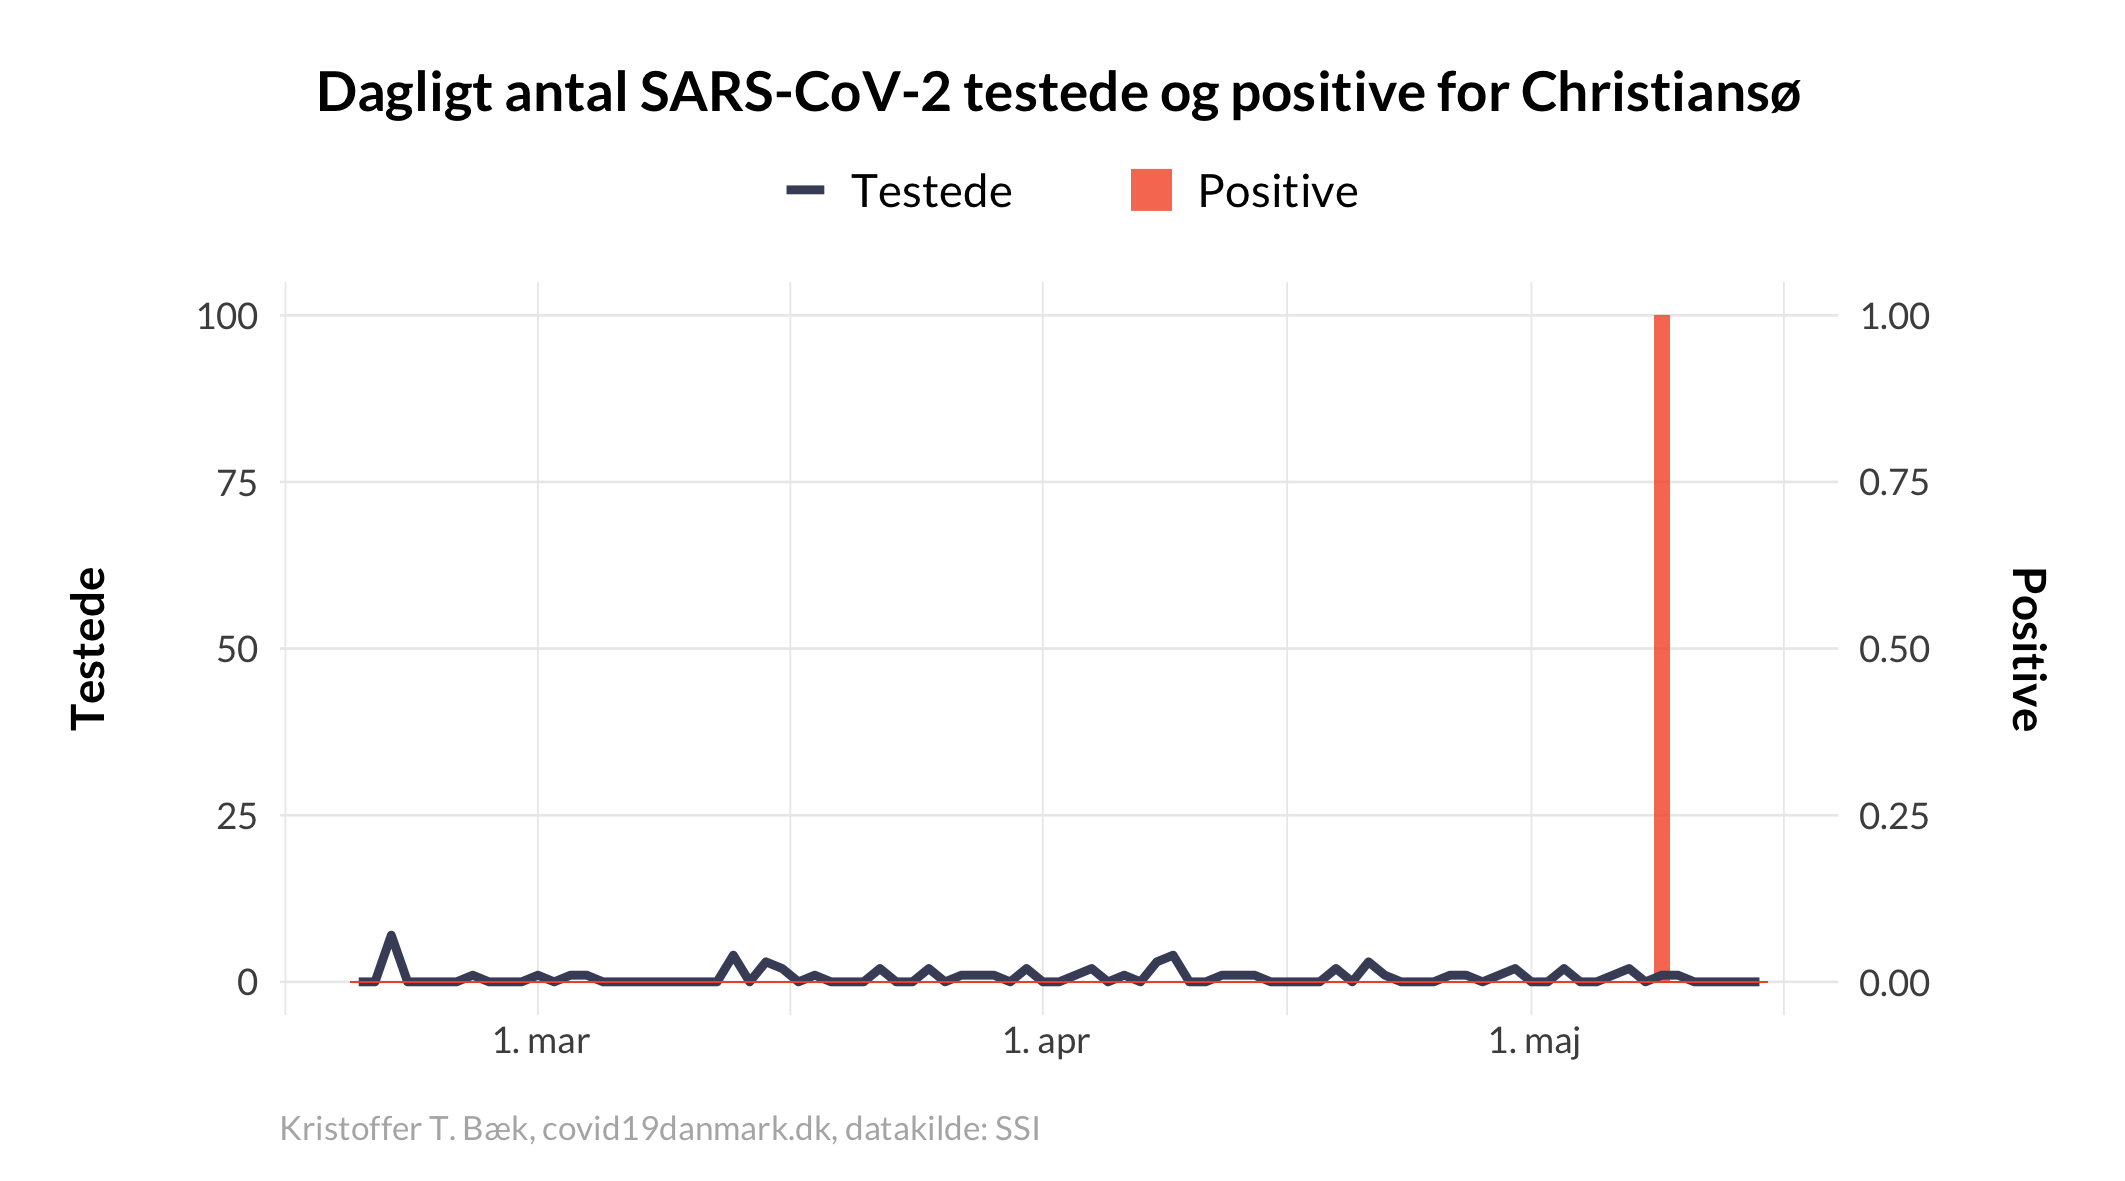 Dagligt antal SARS-CoV-2 testede og positive for Christiansø
Testede Positive
100 1.00
75 0.75
50 0.50
25 0.25
0 0.00
Testede
Positive
1. mar 1. apr 1. maj
Kristoffer T. Bæk, covid19danmark.dk, datakilde: SSI